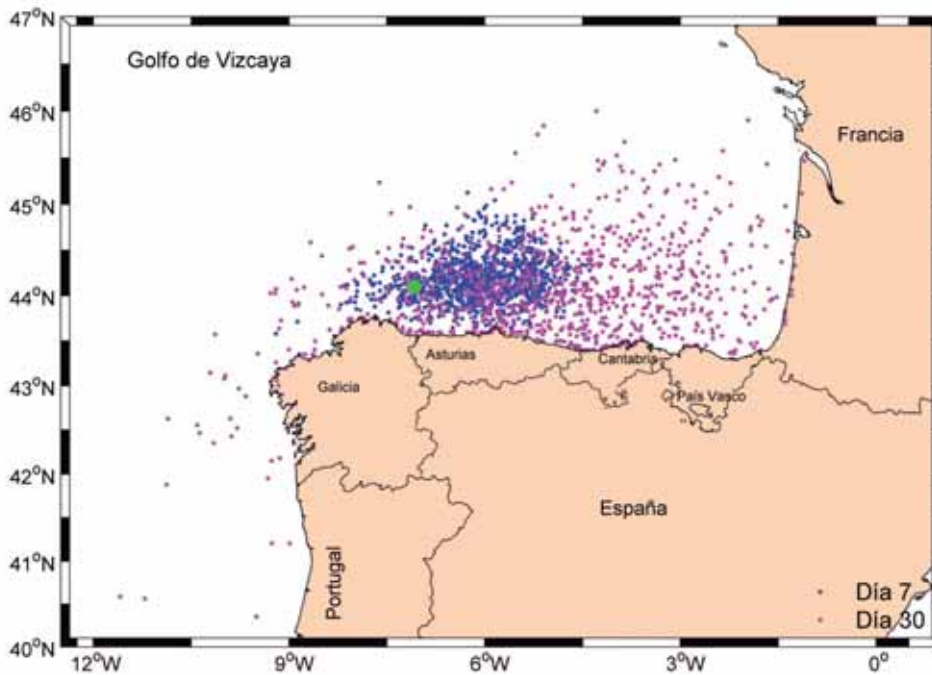 47°N
Golfo de Vizcaya
46°N
Francia
45°N
44°N
Asturias
Cantabria
43°N
Galicia
País Vasco
42°N
España
41°N
Portugal
Día 7
Día 30
40°N
12°W
9°W
6°W
3°W
0°